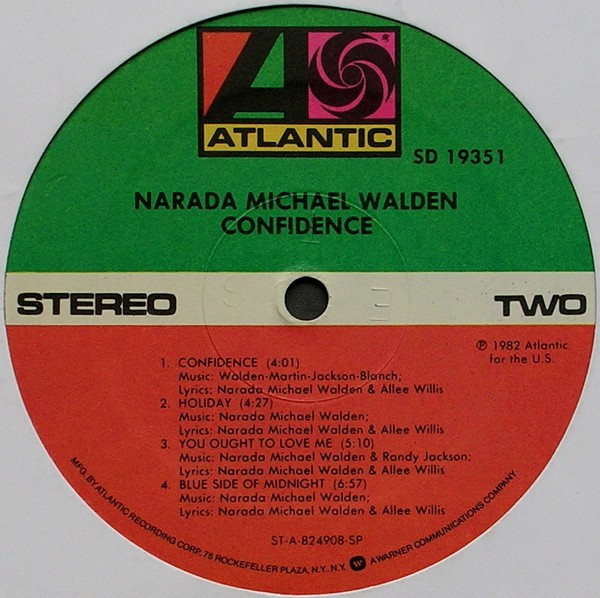 ATLANTIC
SD 19351
NARADA MICHAEL WALDEN
CONFIDENCE
STEREO
TWO
℗ 1982 Atlantic
for the U.S.
1. CONFIDENCE (4:01)
Music: Walden-Martin-Jackson-Blanch;
Lyrics: Narada Michael Walden & Allee Willis
2. HOLIDAY (4:27)
Music: Narada Michael Walden;
Lyrics: Narada Michael Walden & Allee Willis
3. YOU OUGHT TO LOVE ME (5:10)
Music: Narada Michael Walden & Randy Jackson;
Lyrics: Narada Michael Walden & Allee Willis
4. BLUE SIDE OF MIDNIGHT (6:57)
Music: Narada Michael Walden;
Lyrics: Narada Michael Walden & Allee Willis
ST-A-824908-SP
MFG. BY ATLANTIC RECORDING CORP., 75 ROCKEFELLER PLAZA, N.Y., N.Y. A WARNER COMMUNICATIONS COMPANY